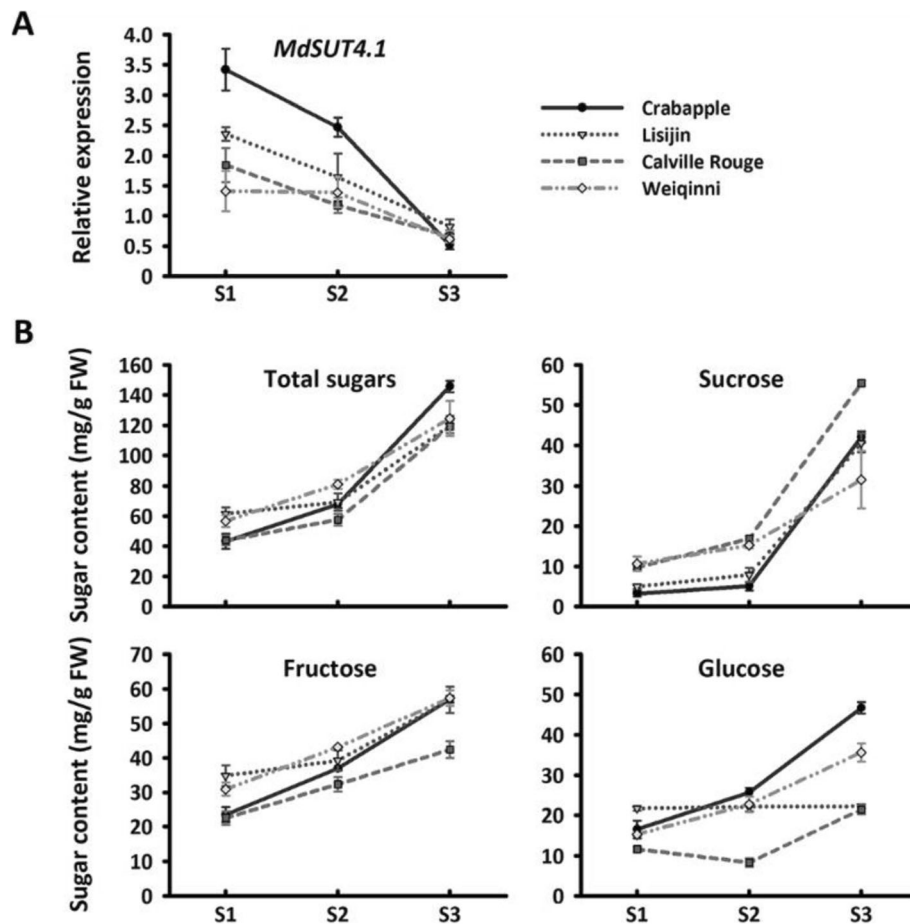 A
MdSUT4.1
Relative expression
4.0
3.5
3.0
2.5
2.0
1.5
1.0
0.5
0
S1 S2 S3
Crabapple
Lisijin
Calville Rouge
Weiqinni
B
Total sugars
Sugar content (mg/g FW)
160
140
120
100
80
60
40
20
0
Sucrose
60
50
40
30
20
10
0
Fructose
Sugar content (mg/g FW)
70
60
50
40
30
20
10
0
S1 S2 S3
Glucose
60
50
40
30
20
10
0
S1 S2 S3